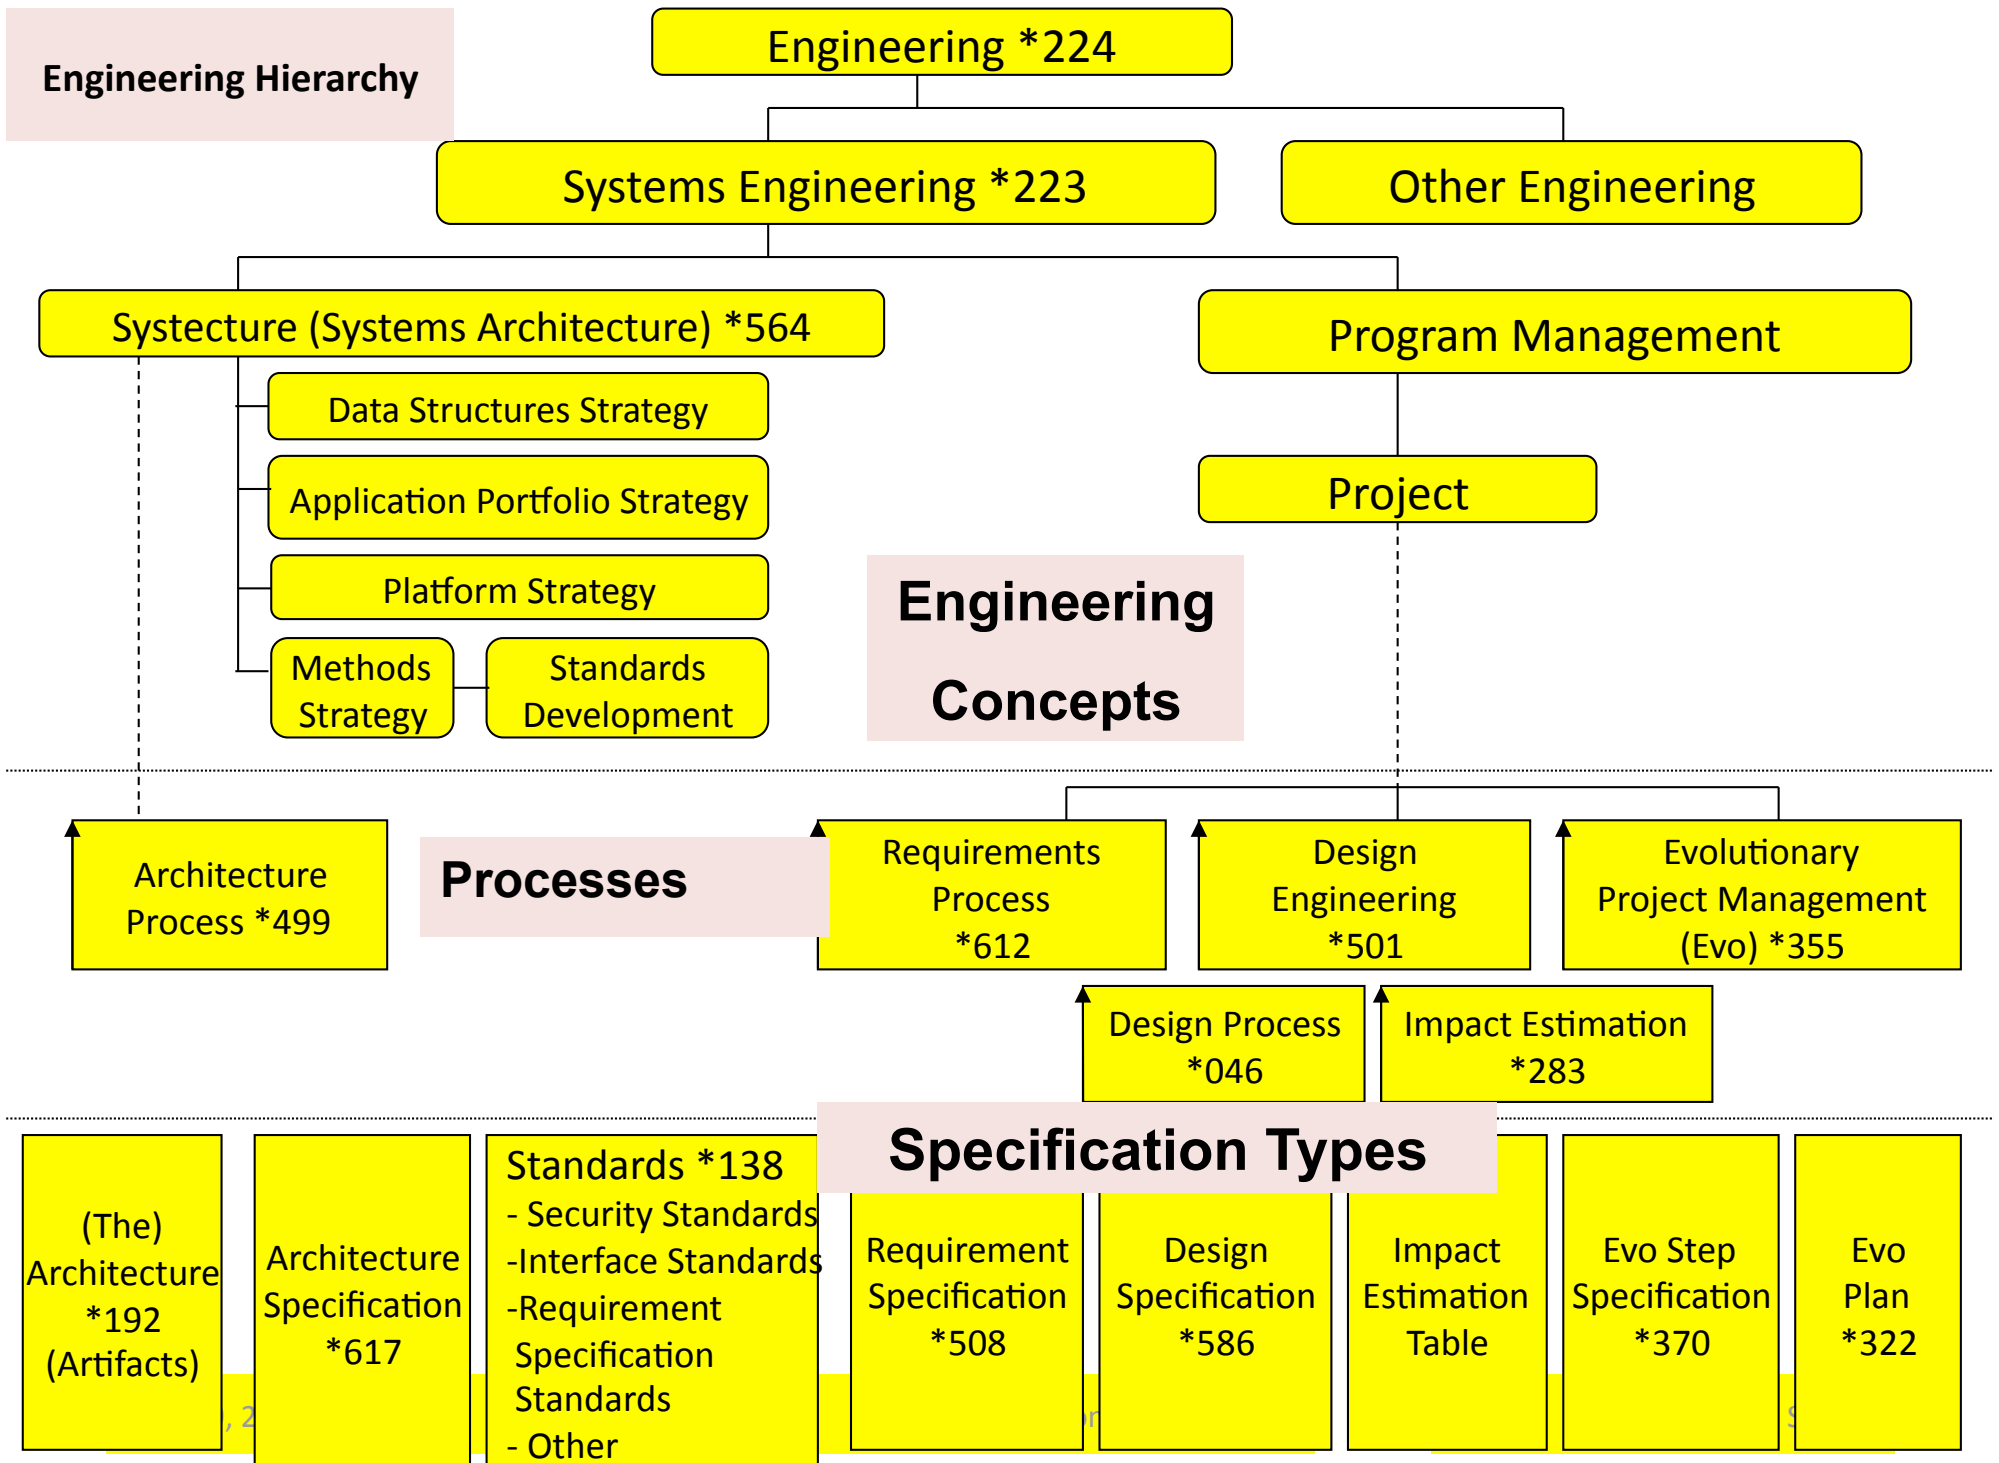 Engineering Hierarchy
Engineering *224
Systems Engineering *223
Other Engineering
Systecture (Systems Architecture) *564
Program Management
Data Structures Strategy
Application Portfolio Strategy
Project
Platform Strategy
Methods
Strategy
Standards
Development
Engineering
Concepts
Architecture
Process *499
Processes
Requirements
Process
*612
Design
Engineering
*501
Evolutionary
Project Management
(Evo) *355
Design Process
*046
Impact Estimation
*283
Specification Types
(The)
Architecture
*192
(Artifacts)
Architecture
Specification
*617
Standards *138
- Security Standards
-Interface Standards
-Requirement
Specification
Standards
- Other
Requirement
Specification
*508
Design
Specification
*586
Impact
Estimation
Table
Evo Step
Specification
*370
Evo
Plan
*322